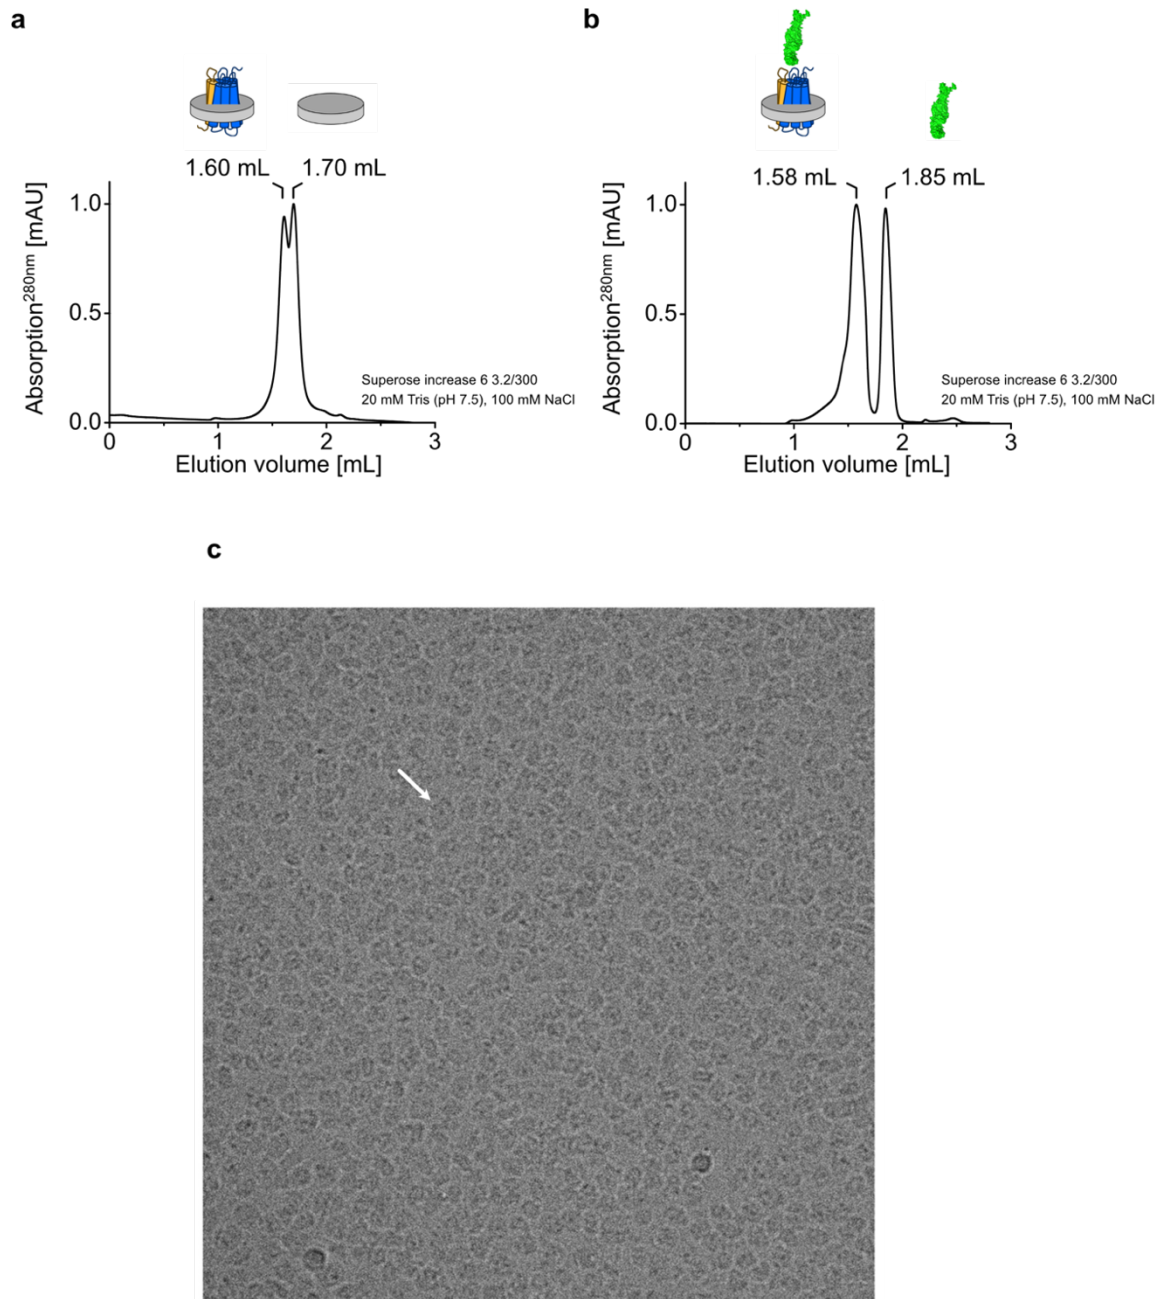 a
b
1.60 mL
1.70 mL
1.58 mL
1.85 mL
Absorption280nm [mAU]
1.0
0.5
0.0
0
1
2
3
Elution volume [mL]
Superose increase 6 3.2/300
20 mM Tris (pH 7.5), 100 mM NaCl
Absorption280nm [mAU]
1.0
0.5
0.0
0
1
2
3
Elution volume [mL]
Superose increase 6 3.2/300
20 mM Tris (pH 7.5), 100 mM NaCl
c